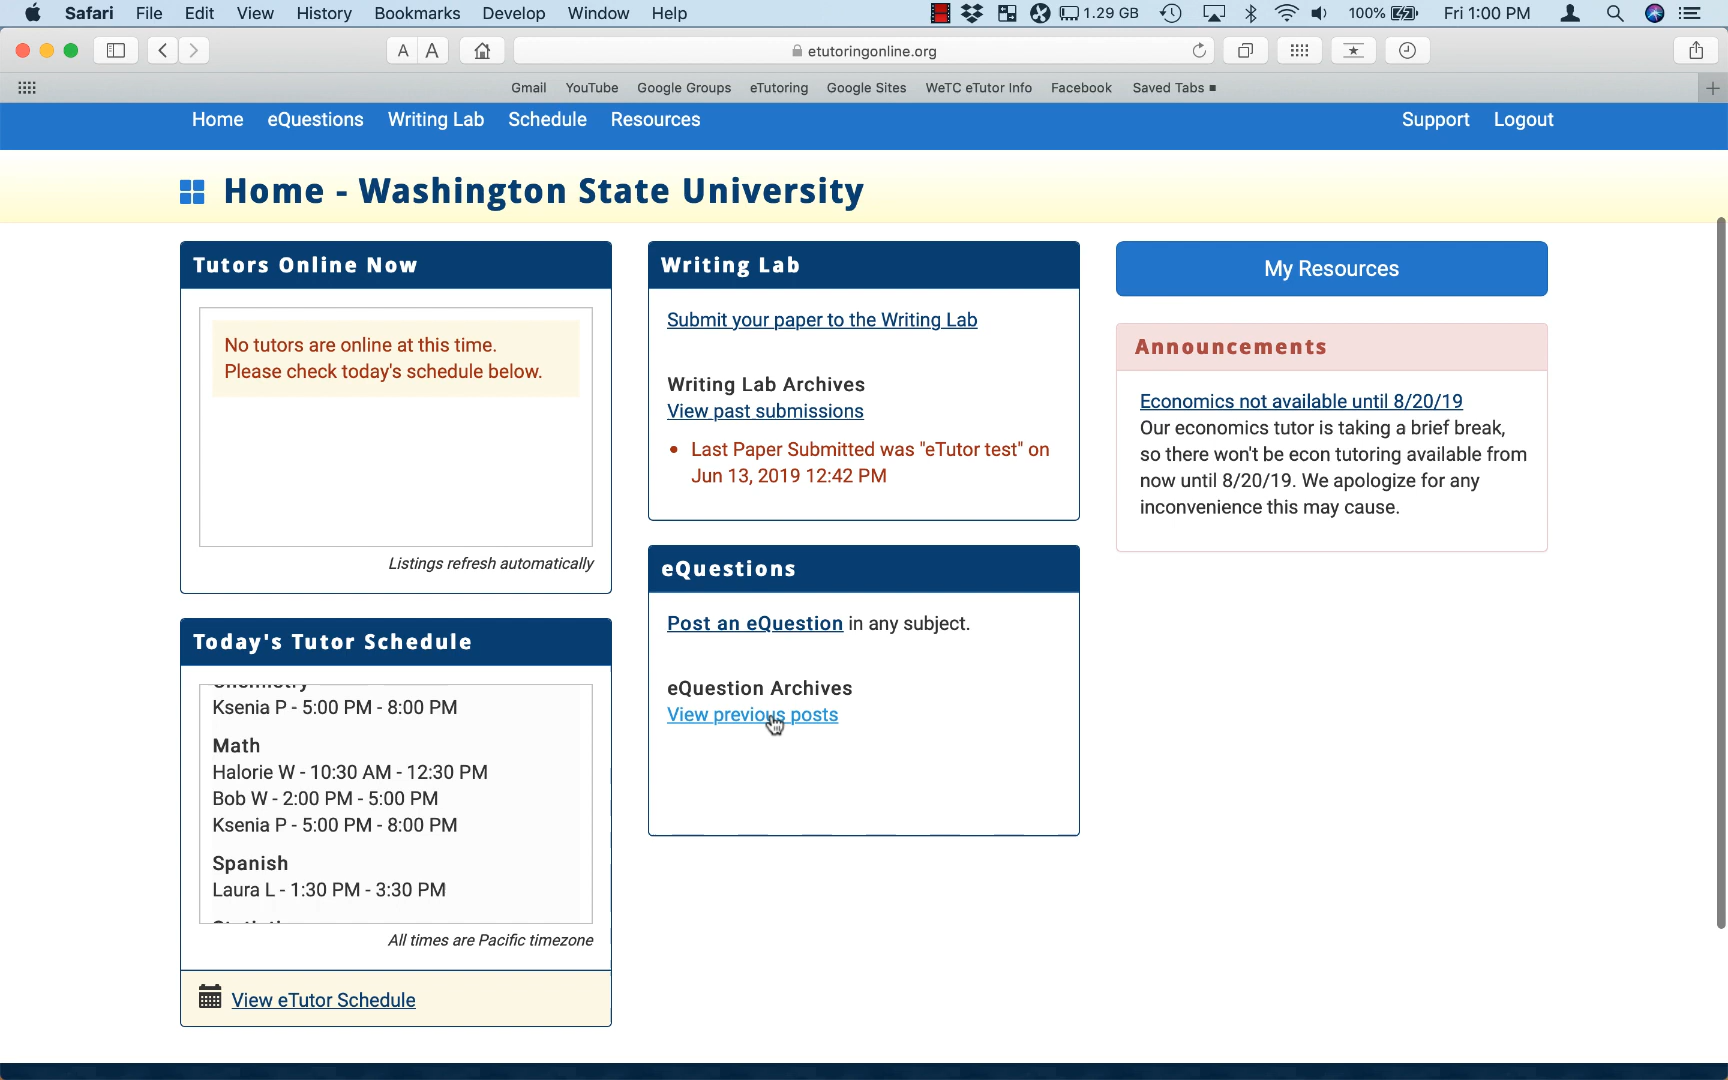 Safari File Edit View History Bookmarks Develop Window Help 1.29 GB 100% Fri 1:00 PM
A A etutoringonline.org
Gmail YouTube Google Groups eTutoring Google Sites WeTC eTutor Info Facebook Saved Tabs
Home eQuestions Writing Lab Schedule Resources Support Logout
Home - Washington State University
Tutors Online Now
No tutors are online at this time.
Please check today's schedule below.
Listings refresh automatically
Today's Tutor Schedule
Chemistry
Ksenia P - 5:00 PM - 8:00 PM
Math
Halorie W - 10:30 AM - 12:30 PM
Bob W - 2:00 PM - 5:00 PM
Ksenia P - 5:00 PM - 8:00 PM
Spanish
Laura L - 1:30 PM - 3:30 PM
All times are Pacific timezone
View eTutor Schedule
Writing Lab
Submit your paper to the Writing Lab
Writing Lab Archives
View past submissions
• Last Paper Submitted was "eTutor test" on
Jun 13, 2019 12:42 PM
eQuestions
Post an eQuestion in any subject.
eQuestion Archives
View previous posts
My Resources
Announcements
Economics not available until 8/20/19
Our economics tutor is taking a brief break,
so there won't be econ tutoring available from
now until 8/20/19. We apologize for any
inconvenience this may cause.